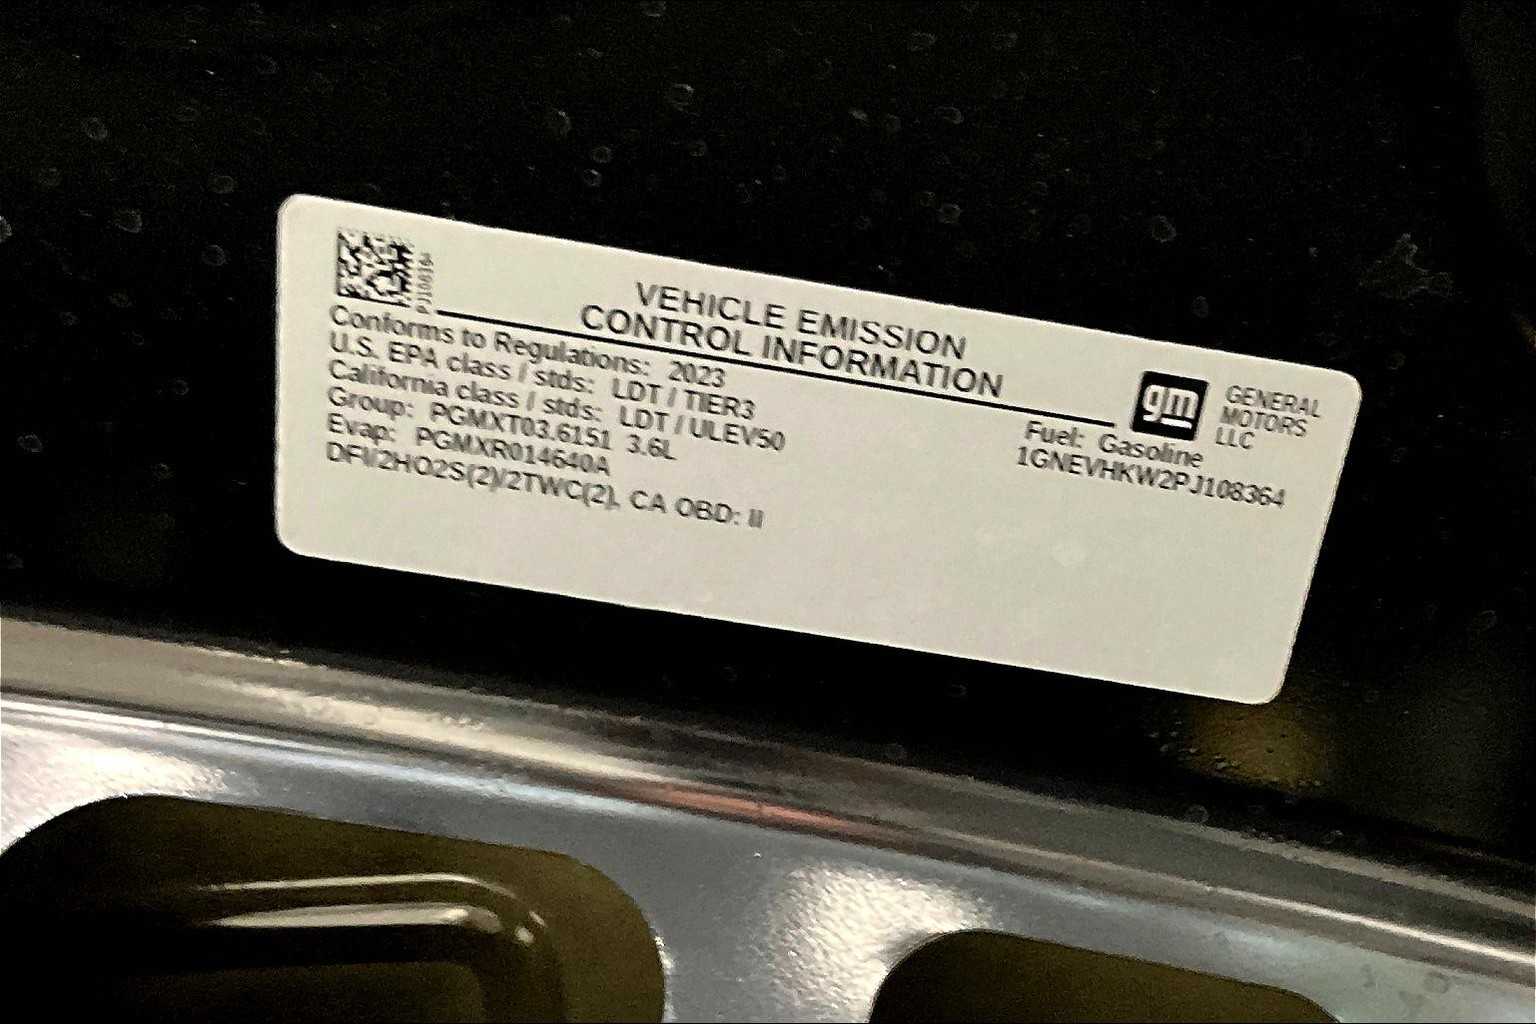 PJ108364
VEHICLE EMISSION
CONTROL INFORMATION
Conforms to Regulations: 2023
U.S. EPA class / stds: LDT / TIER3
California class / stds: LDT / ULEV50
Group: PGMXT03.6151 3.6L
Evap: PGMXR014640A
DFI/2HO2S(2)/2TWC(2), CA OBD: II
gm
GENERAL
MOTORS
LLC
Fuel: Gasoline
1GNEVHKW2PJ108364